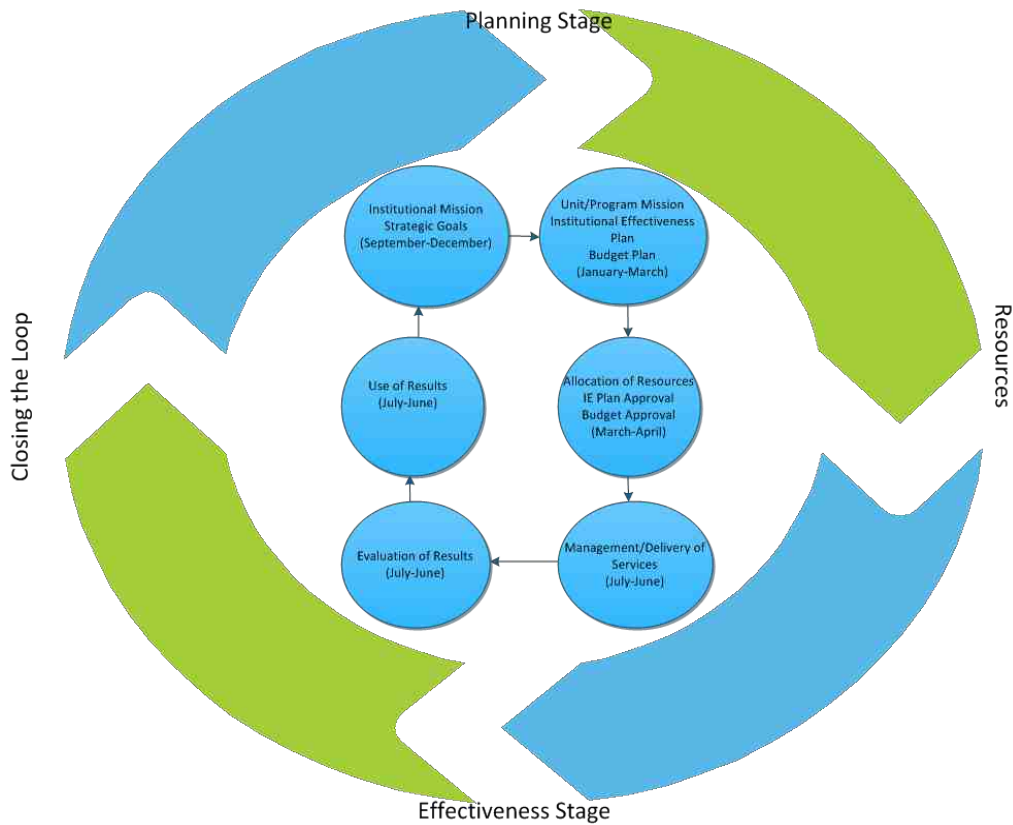 Planning Stage
Institutional Mission
Strategic Goals
(September-December)
Unit/Program Mission
Institutional Effectiveness
Plan
Budget Plan
(January-March)
Resources
Allocation of Resources
IE Plan Approval
Budget Approval
(March-April)
Management/Delivery of
Services
(July-June)
Effectiveness Stage
Evaluation of Results
(July-June)
Use of Results
(July-June)
Closing the Loop